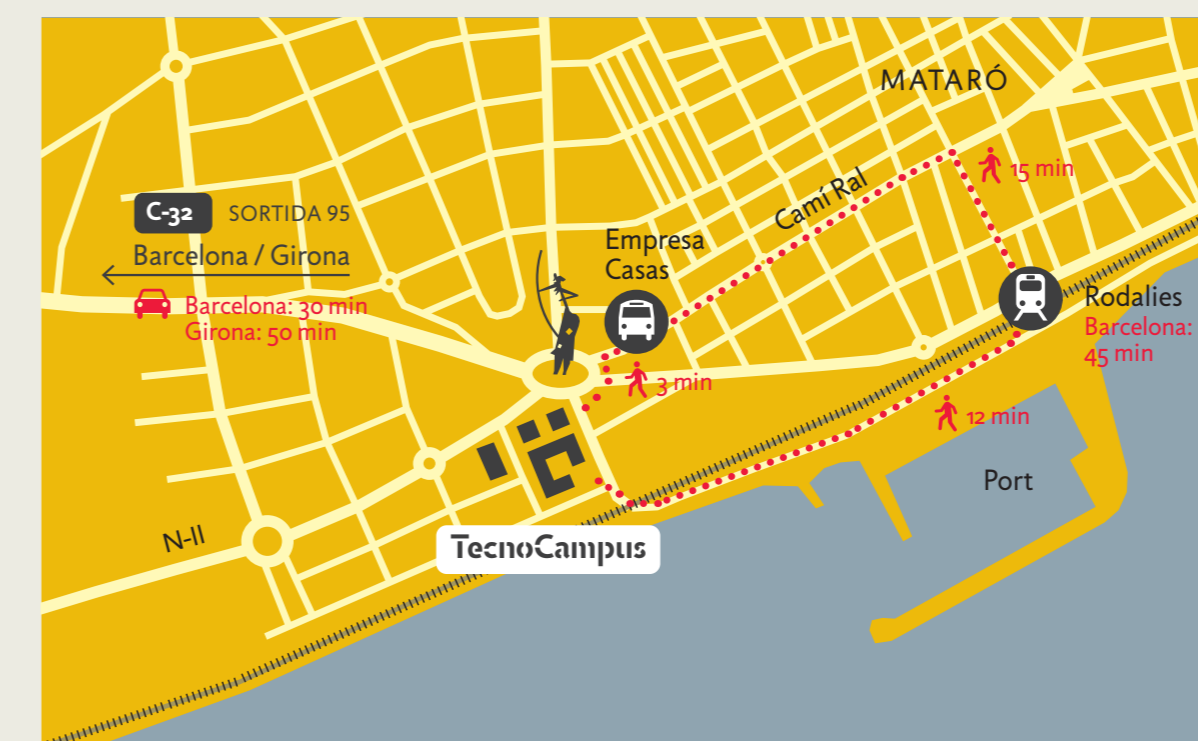 MATARÓ
15 min
Camí Ral
C-32 SORTIDA 95
Barcelona / Girona
Barcelona: 30 min
Girona: 50 min
Empresa
Casas
Rodalies
Barcelona:
45 min
3 min
12 min
Port
N-II
TecnoCampus